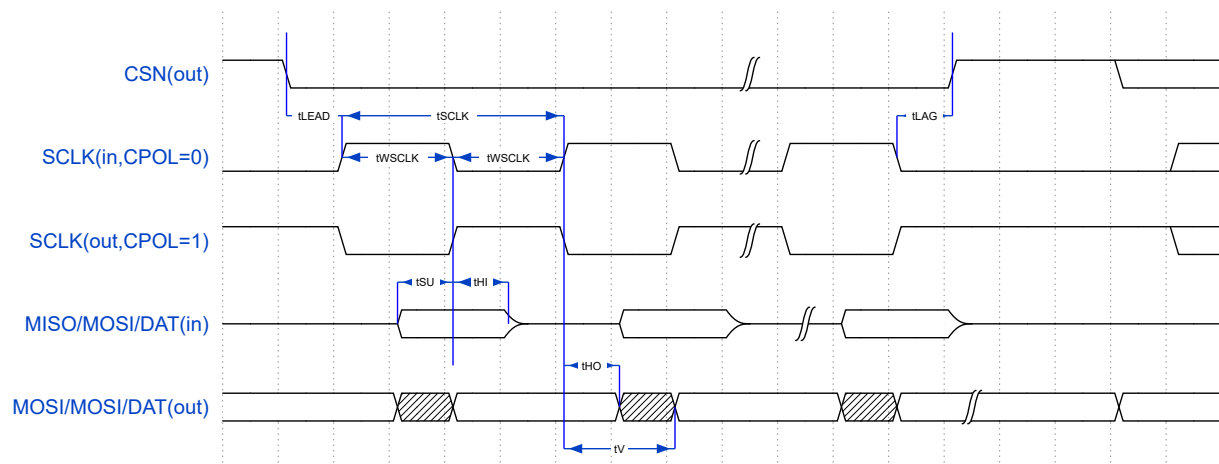 CSN(out)
tLEAD
tSCLK
tLAG
SCLK(in,CPOL=0)
tWSCLK
tWSCLK
SCLK(out,CPOL=1)
tSU
tHI
MISO/MOSI/DAT(in)
tHO
MOSI/MOSI/DAT(out)
tV